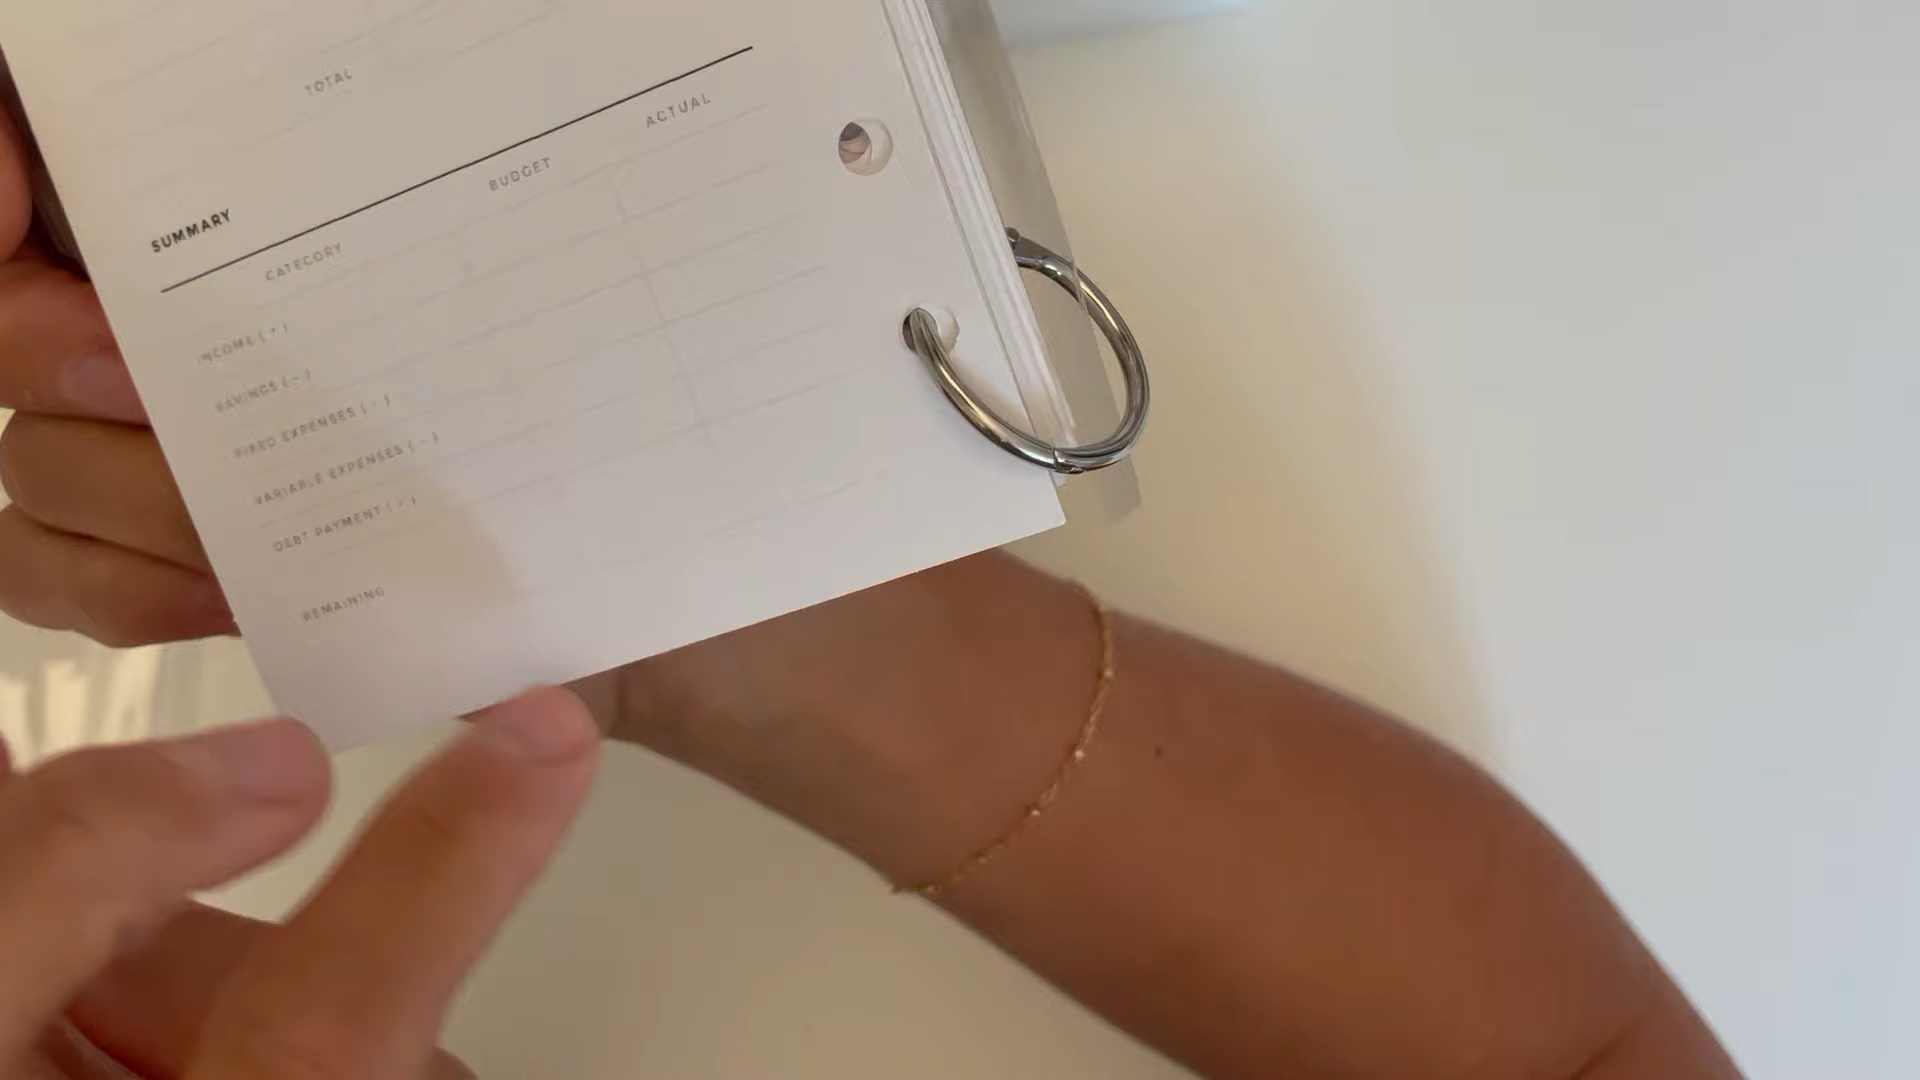 TOTAL
SUMMARY
CATEGORY BUDGET ACTUAL
INCOME ( + )
SAVINGS ( - )
FIXED EXPENSES ( - )
VARIABLE EXPENSES ( - )
DEBT PAYMENT ( - )
REMAINING